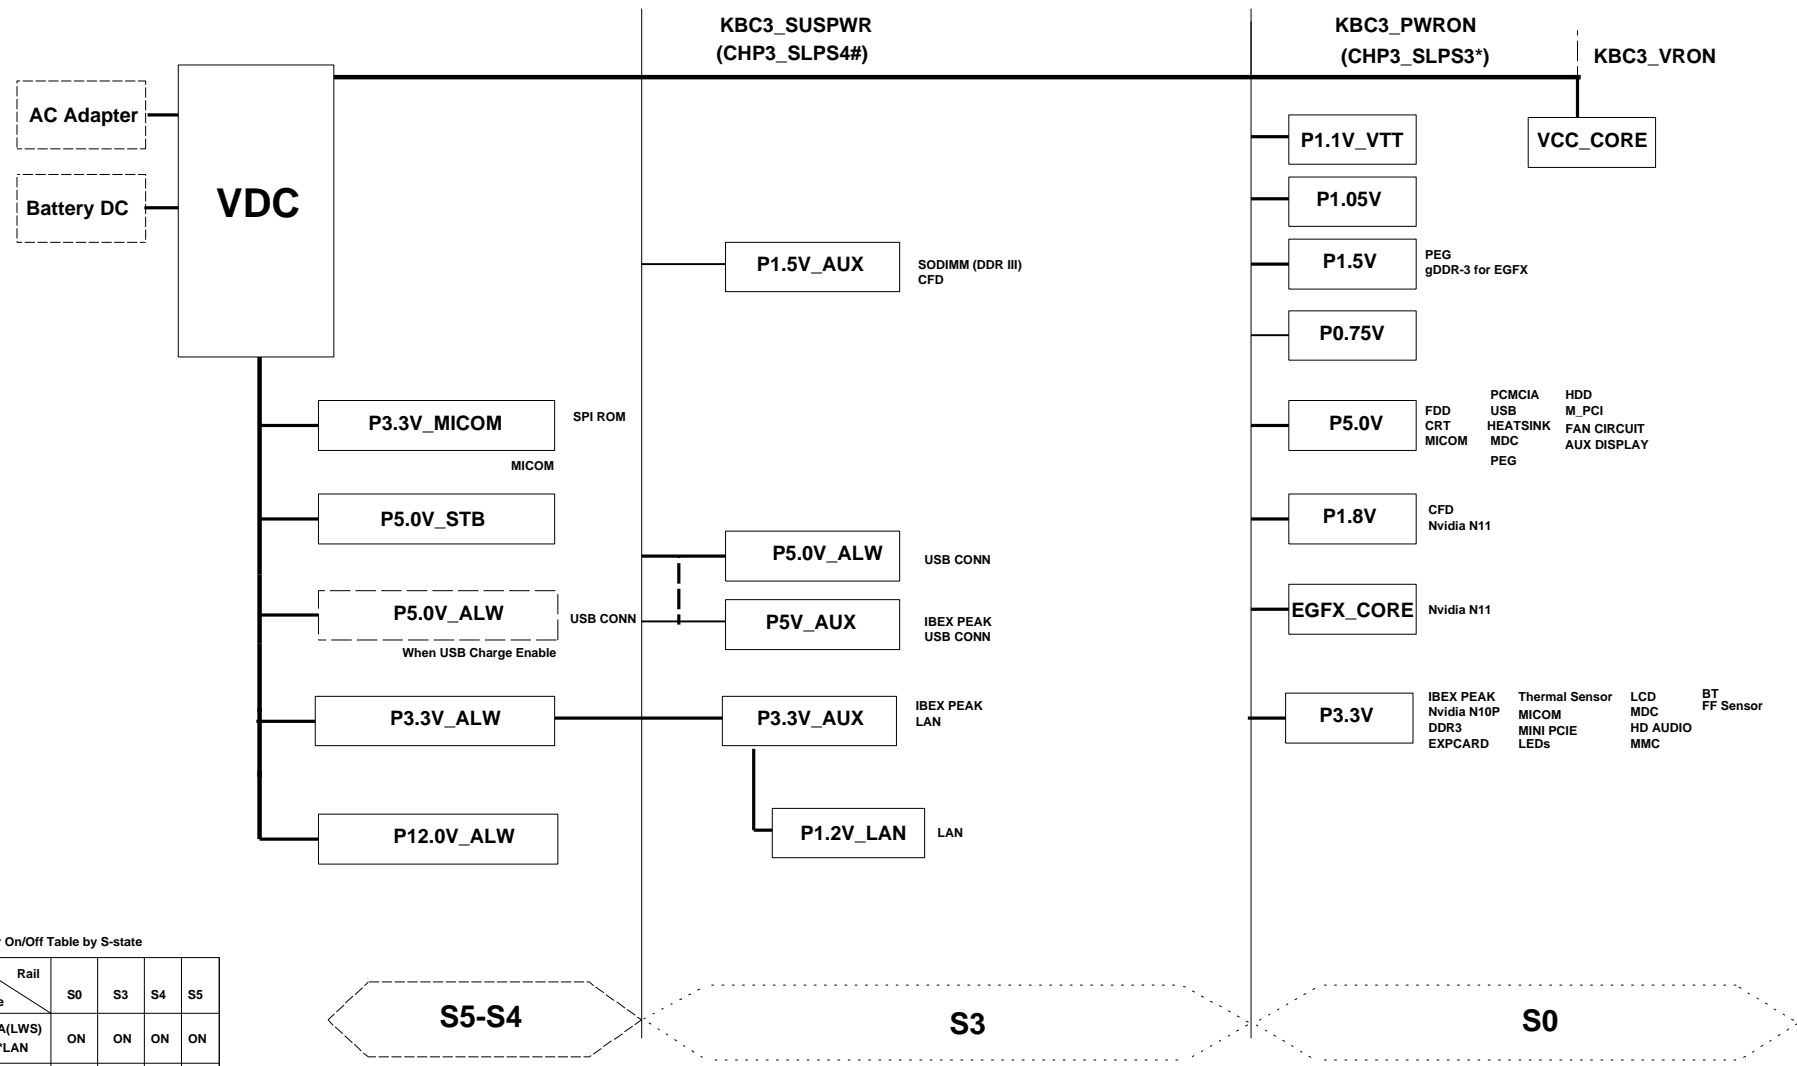 KBC3_SUSPWR
(CHP3_SLPS4#)
KBC3_PWRON
(CHP3_SLPS3*)
KBC3_VRON
AC Adapter
Battery DC
VDC
P1.1V_VTT
VCC_CORE
P1.05V
P1.5V_AUX
SODIMM (DDR III)
CFD
P1.5V
PEG
gDDR-3 for EGFX
P0.75V
P3.3V_MICOM
SPI ROM
MICOM
P5.0V
FDD
CRT
MICOM
PCMCIA
USB
HEATSINK
MDC
PEG
HDD
M_PCI
FAN CIRCUIT
AUX DISPLAY
P5.0V_STB
P1.8V
CFD
Nvidia N11
P5.0V_ALW
USB CONN
P5.0V_ALW
USB CONN
When USB Charge Enable
P5V_AUX
IBEX PEAK
USB CONN
EGFX_CORE
Nvidia N11
P3.3V_ALW
P3.3V_AUX
IBEX PEAK
LAN
P3.3V
IBEX PEAK
Nvidia N10P
DDR3
EXPCARD
Thermal Sensor
MICOM
MINI PCIE
LEDs
LCD
MDC
HD AUDIO
MMC
BT
FF Sensor
P12.0V_ALW
P1.2V_LAN
LAN
On/Off Table by S-state
Rail
S0 S3 S4 S5
A(LWS)
*LAN
ON ON ON ON
S5-S4
S3
S0